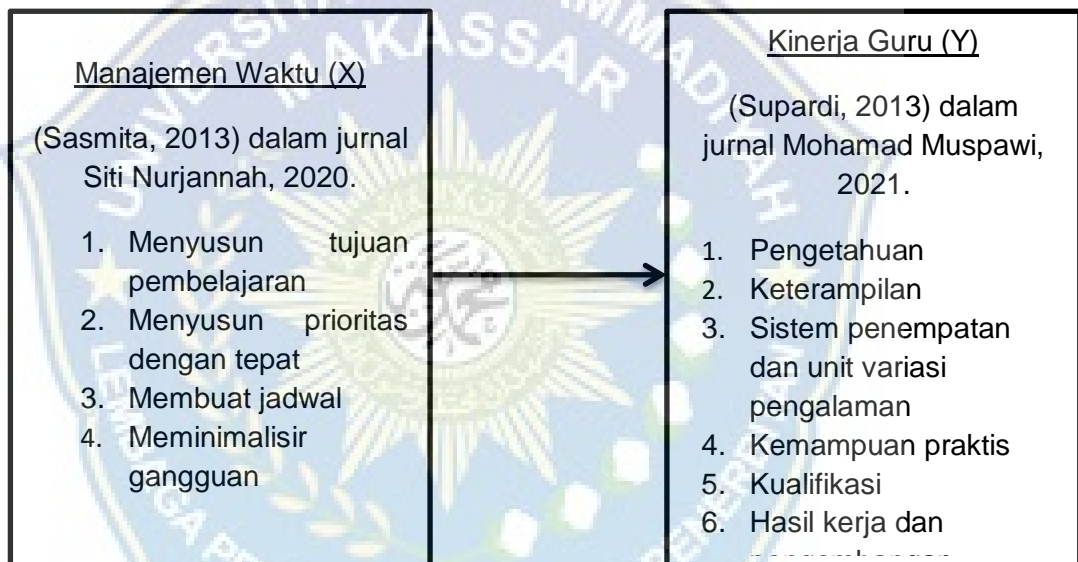 Manajemen Waktu (X)
(Sasmita, 2013) dalam jurnal
Siti Nurjannah, 2020.
1. Menyusun tujuan
pembelajaran
2. Menyusun prioritas
dengan tepat
3. Membuat jadwal
4. Meminimalisir
gangguan
Kinerja Guru (Y)
(Supardi, 2013) dalam
jurnal Mohamad Muspawi,
2021.
1. Pengetahuan
2. Keterampilan
3. Sistem penempatan
dan unit variasi
pengalaman
4. Kemampuan praktis
5. Kualifikasi
6. Hasil kerja dan
MAKASSAR